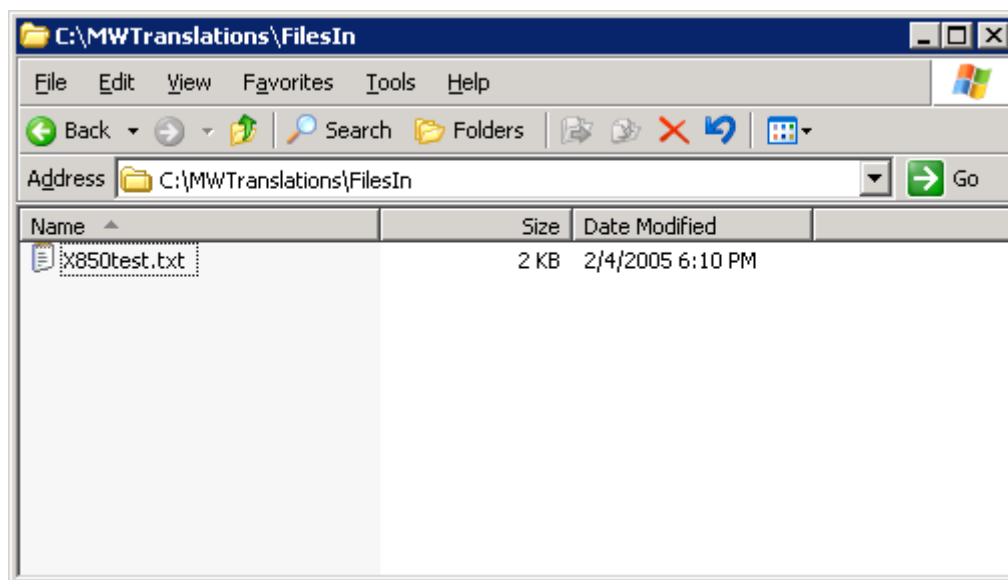 C:\MWTranslations\FilesIn
File Edit View Favorites Tools Help
Back Search Folders
Address C:\MWTranslations\FilesIn Go
Name Size Date Modified
X850test.txt 2 KB 2/4/2005 6:10 PM